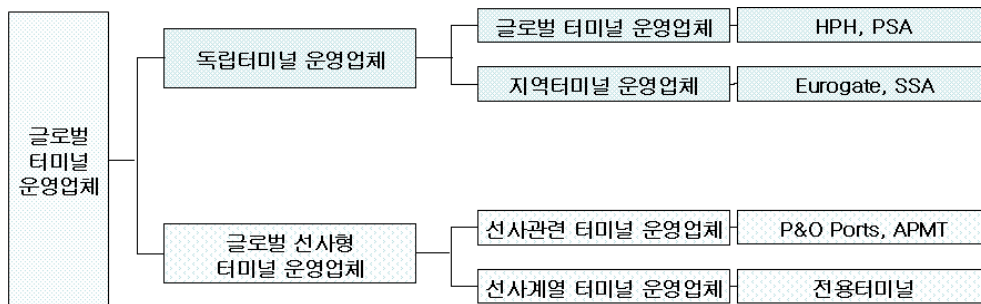 글로벌
터미널
운영업체
독립터미널 운영업체
글로벌 터미널 운영업체
HPH, PSA
지역터미널 운영업체
Eurogate, SSA
글로벌 선사형
터미널 운영업체
선사관련 터미널 운영업체
P&O Ports, APMT
선사계열 터미널 운영업체
전용터미널